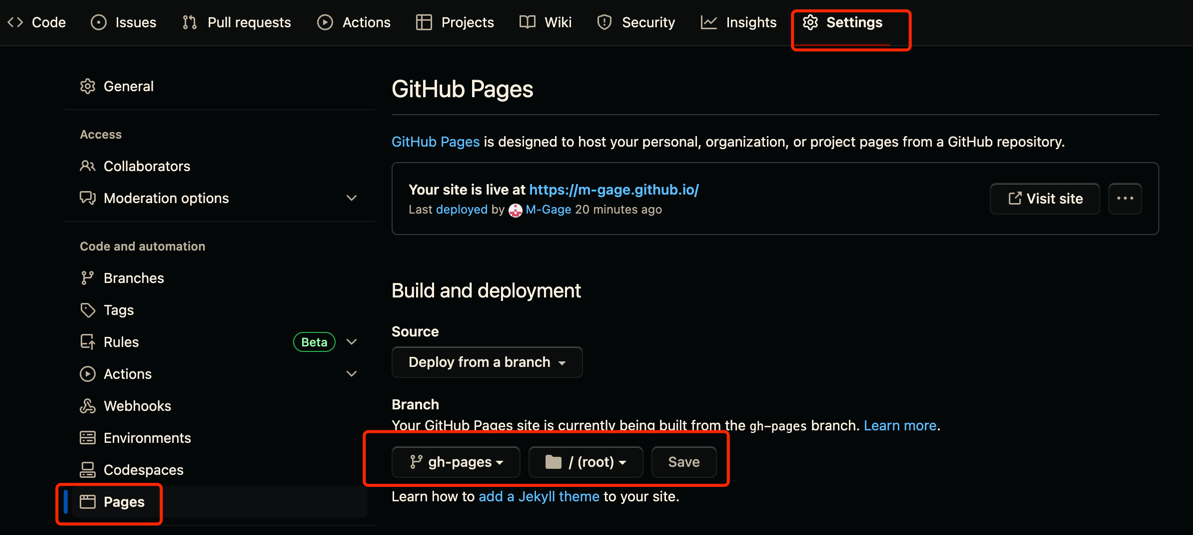 Code Issues Pull requests Actions Projects Wiki Security Insights Settings
General
Access
Collaborators
Moderation options
Code and automation
Branches
Tags
Rules Beta
Actions
Webhooks
Environments
Codespaces
Pages
GitHub Pages
GitHub Pages is designed to host your personal, organization, or project pages from a GitHub repository.
Your site is live at https://m-gage.github.io/
Last deployed by M-Gage 20 minutes ago
Visit site
Build and deployment
Source
Deploy from a branch
Branch
Your GitHub Pages site is currently being built from the gh-pages branch. Learn more.
gh-pages / (root) Save
Learn how to add a Jekyll theme to your site.